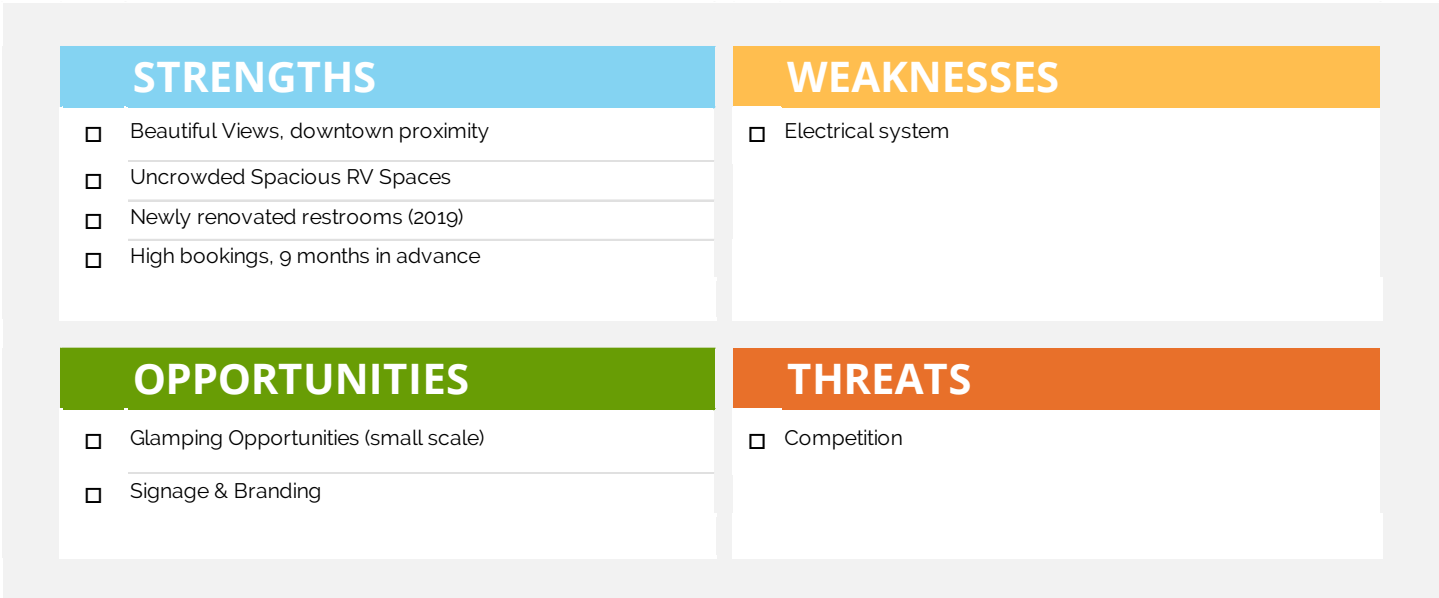 STRENGTHS
Beautiful Views, downtown proximity
Uncrowded Spacious RV Spaces
Newly renovated restrooms (2019)
High bookings, 9 months in advance
WEAKNESSES
Electrical system
OPPORTUNITIES
Glamping Opportunities (small scale)
Signage & Branding
THREATS
Competition